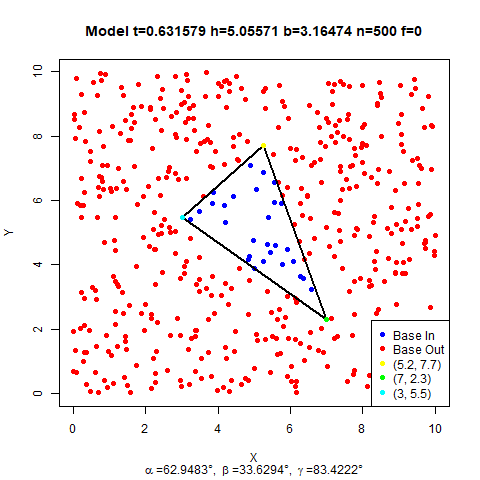 Model t=0.631579 h=5.05571 b=3.16474 n=500 f=0
10
8
6
4
2
0
Y
Base In
Base Out
(5.2, 7.7)
(7, 2.3)
(3, 5.5)
0 2 4 6 8 10
X
α=62.9483°, β=33.6294°, γ=83.4222°